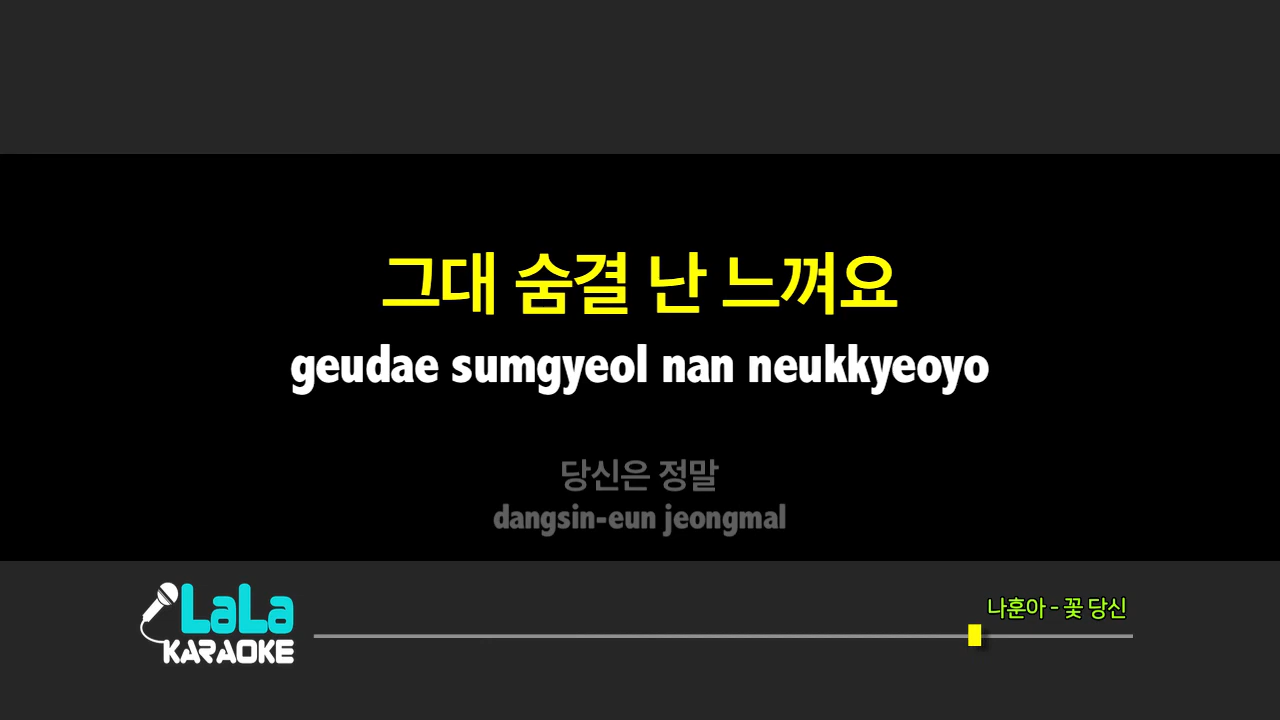 그대 숨결 난 느껴요
geudae sumgyeol nan neukkyeoyo
당신은 정말
dangsin-eun jeongmal
나훈아 - 꽃 당신
LaLa
KARAOKE